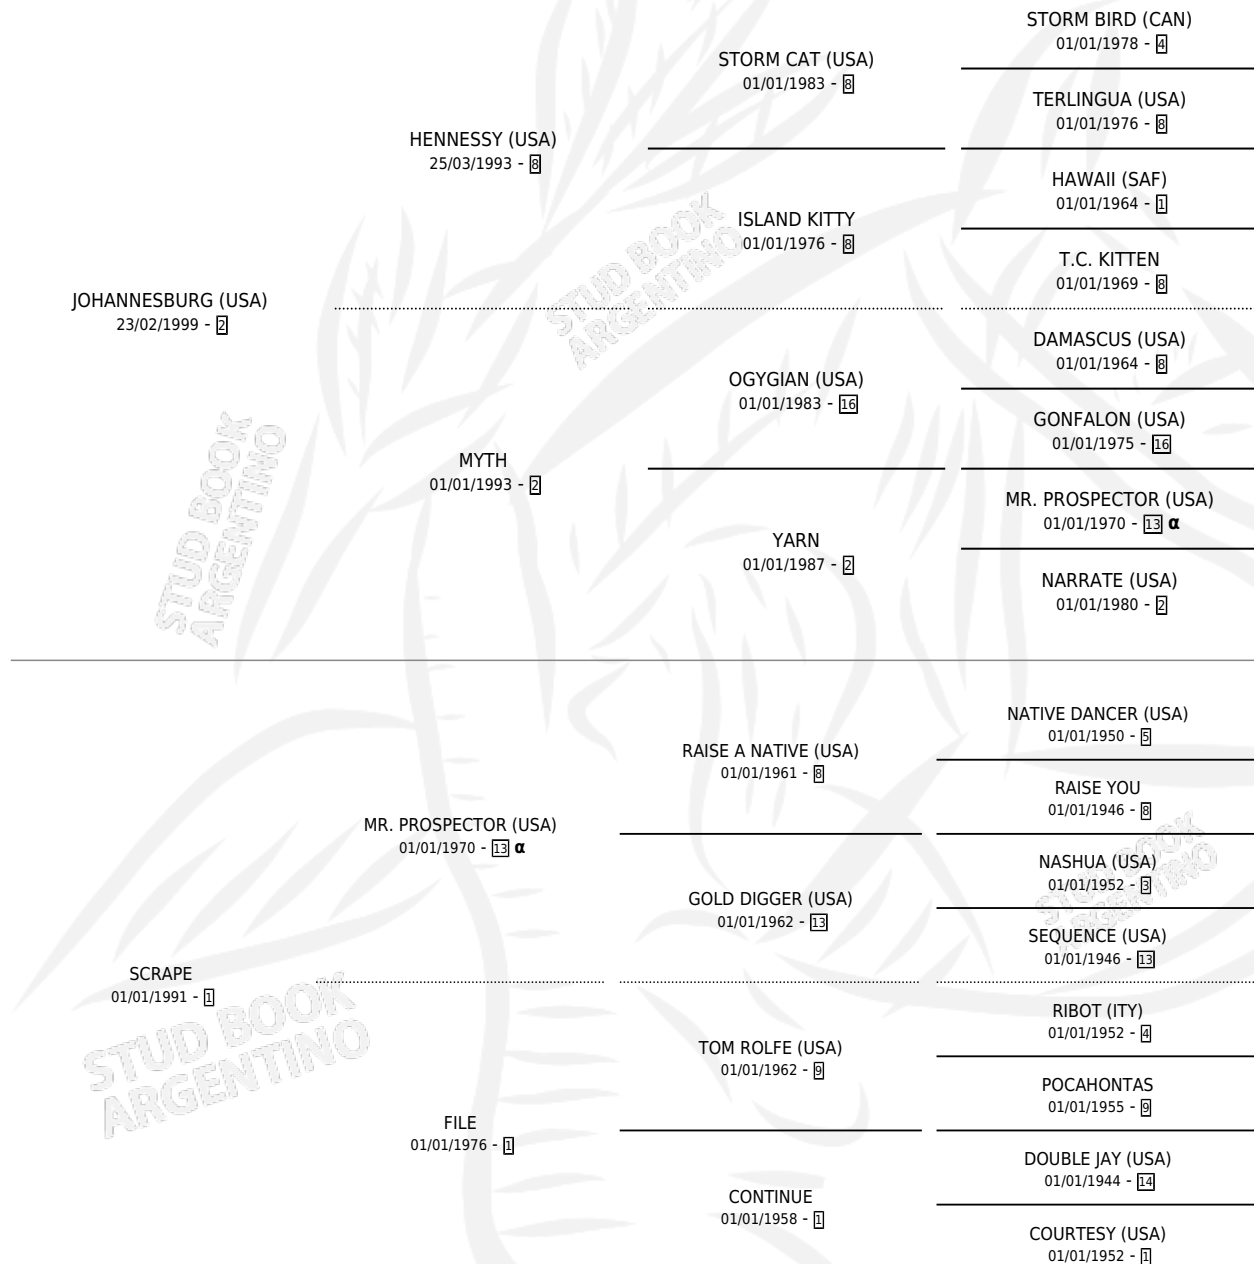 STORM BIRD (CAN)
01/01/1978 - 4
STORM CAT (USA)
01/01/1983 - 8
TERLINGUA (USA)
01/01/1976 - 8
HENNESSY (USA)
25/03/1993 - 8
HAWAII (SAF)
01/01/1964 - 1
ISLAND KITTY
01/01/1976 - 8
T.C. KITTEN
01/01/1969 - 8
JOHANNESBURG (USA)
23/02/1999 - 2
DAMASCUS (USA)
01/01/1964 - 8
OGYGIAN (USA)
01/01/1983 - 16
GONFALON (USA)
01/01/1975 - 16
MYTH
01/01/1993 - 2
MR. PROSPECTOR (USA)
01/01/1970 - 13 α
YARN
01/01/1987 - 2
NARRATE (USA)
01/01/1980 - 2
NATIVE DANCER (USA)
01/01/1950 - 5
RAISE A NATIVE (USA)
01/01/1961 - 8
RAISE YOU
01/01/1946 - 8
MR. PROSPECTOR (USA)
01/01/1970 - 13 α
NASHUA (USA)
01/01/1952 - 3
GOLD DIGGER (USA)
01/01/1962 - 13
SEQUENCE (USA)
01/01/1946 - 13
SCRAPE
01/01/1991 - 1
RIBOT (ITY)
01/01/1952 - 4
TOM ROLFE (USA)
01/01/1962 - 9
POCAHONTAS
01/01/1955 - 9
FILE
01/01/1976 - 1
DOUBLE JAY (USA)
01/01/1944 - 14
CONTINUE
01/01/1958 - 1
COURTESY (USA)
01/01/1952 - 1
STUD BOOK
ARGENTINO
STUD BOOK
ARGENTINO
STUD BOOK
ARGENTINO
STUD BOOK
ARGENTINO